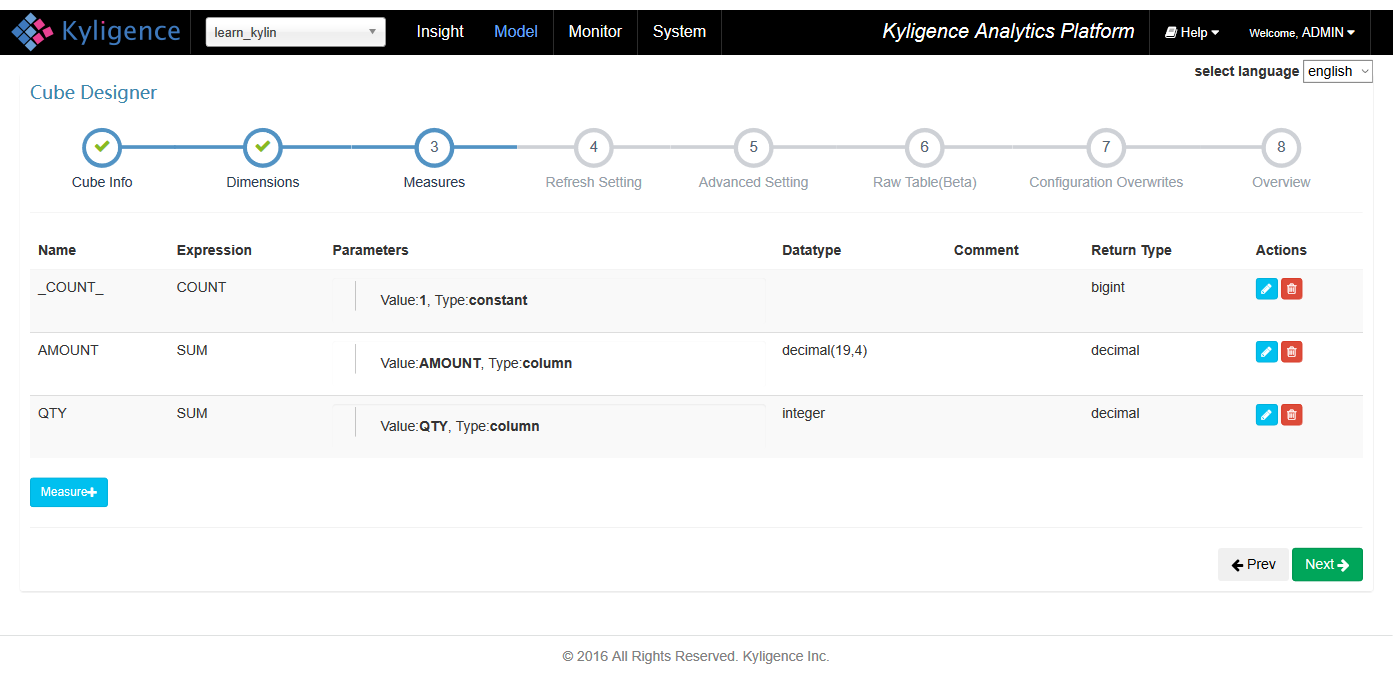 Kyligence learn_kylin Insight Model Monitor System Kyligence Analytics Platform Help Welcome, ADMIN
select language english
Cube Designer
3 4 5 6 7 8
Cube Info Dimensions Measures Refresh Setting Advanced Setting Raw Table(Beta) Configuration Overwrites Overview
Name Expression Parameters Datatype Comment Return Type Actions
_COUNT_ COUNT Value:1, Type:constant bigint
AMOUNT SUM Value:AMOUNT, Type:column decimal(19,4) decimal
QTY SUM Value:QTY, Type:column integer decimal
Measure+
Prev Next
© 2016 All Rights Reserved. Kyligence Inc.